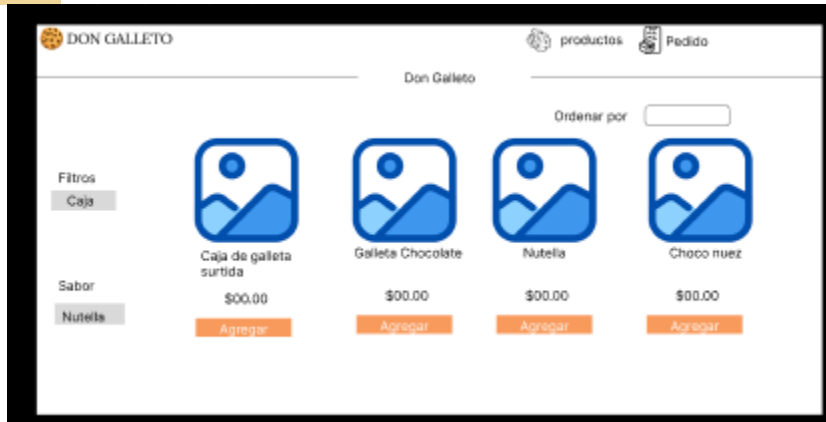 DON GALLETO
productos
Pedido
Don Galleto
Ordenar por
Filtros
Caja
Sabor
Nutella
Caja de galleta
surtida
$00.00
Agregar
Galleta Chocolate
$00.00
Agregar
Nutella
$00.00
Agregar
Choco nuez
$00.00
Agregar